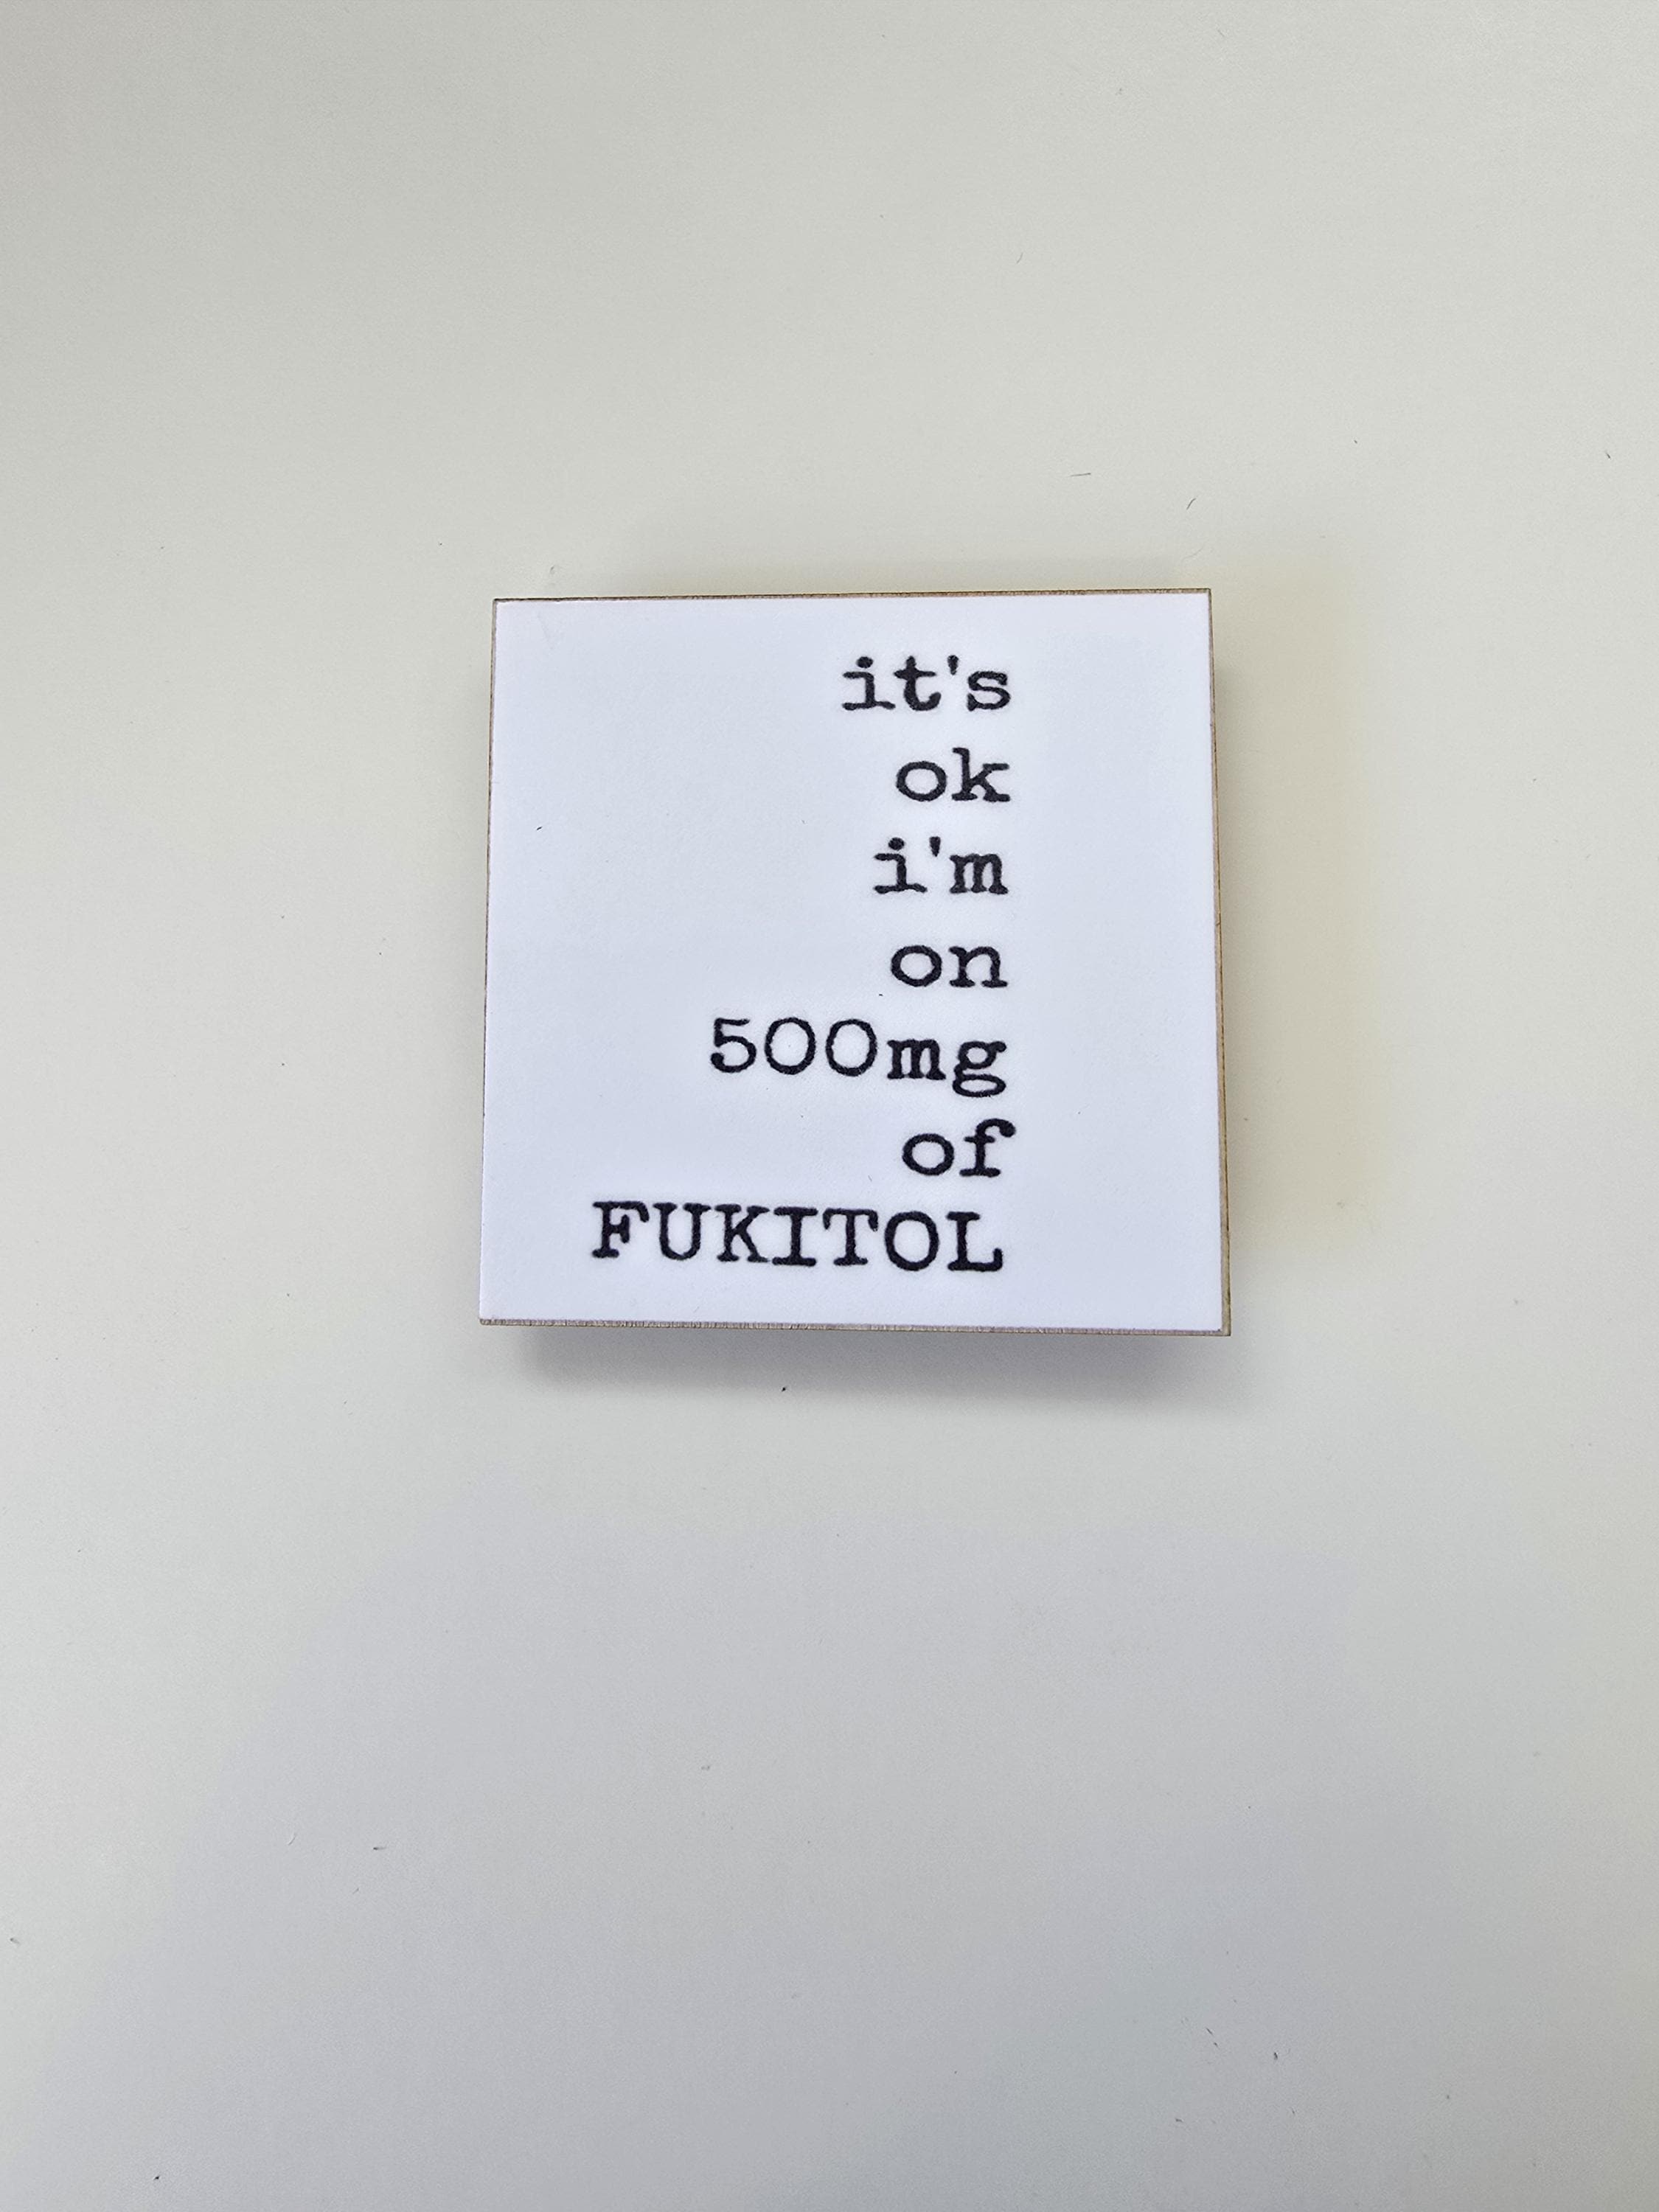 it's
ok
i'm
on
500mg
of
FUKITOL